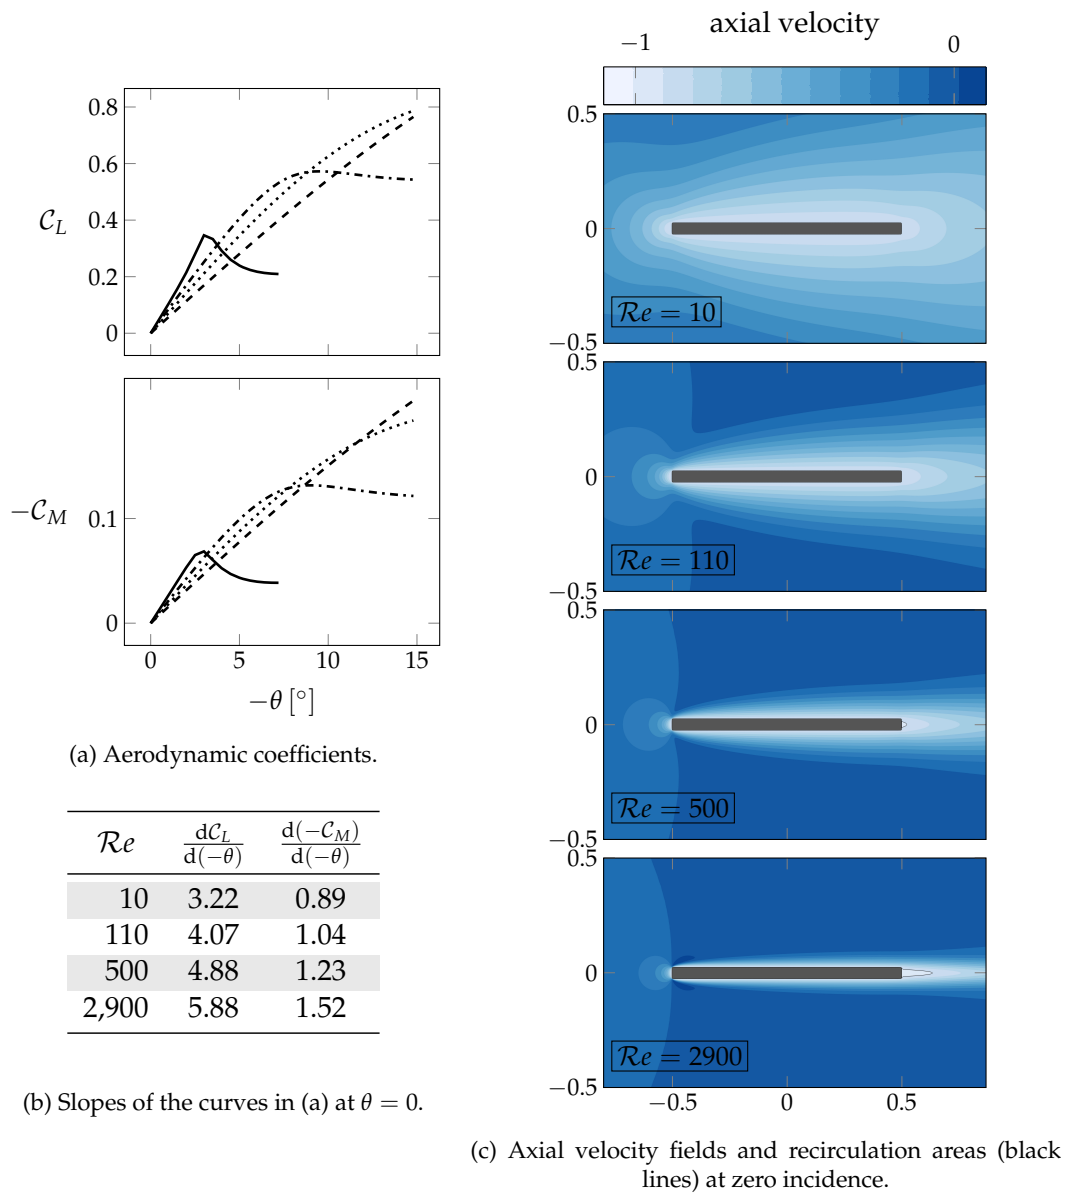 axial velocity
−1 0
0.8
0.6
𝒞_L 0.4
0.2
0
−𝒞_M 0.1
0
0 5 10 15
−θ [°]
(a) Aerodynamic coefficients.
ℛe d𝒞_L/d(−θ) d(−𝒞_M)/d(−θ)
10 3.22 0.89
110 4.07 1.04
500 4.88 1.23
2,900 5.88 1.52
(b) Slopes of the curves in (a) at θ = 0.
0.5
0
ℛe = 10
−0.5
0.5
0
ℛe = 110
−0.5
0.5
0
ℛe = 500
−0.5
0.5
0
ℛe = 2900
−0.5
−0.5 0 0.5
(c) Axial velocity fields and recirculation areas (black
lines) at zero incidence.